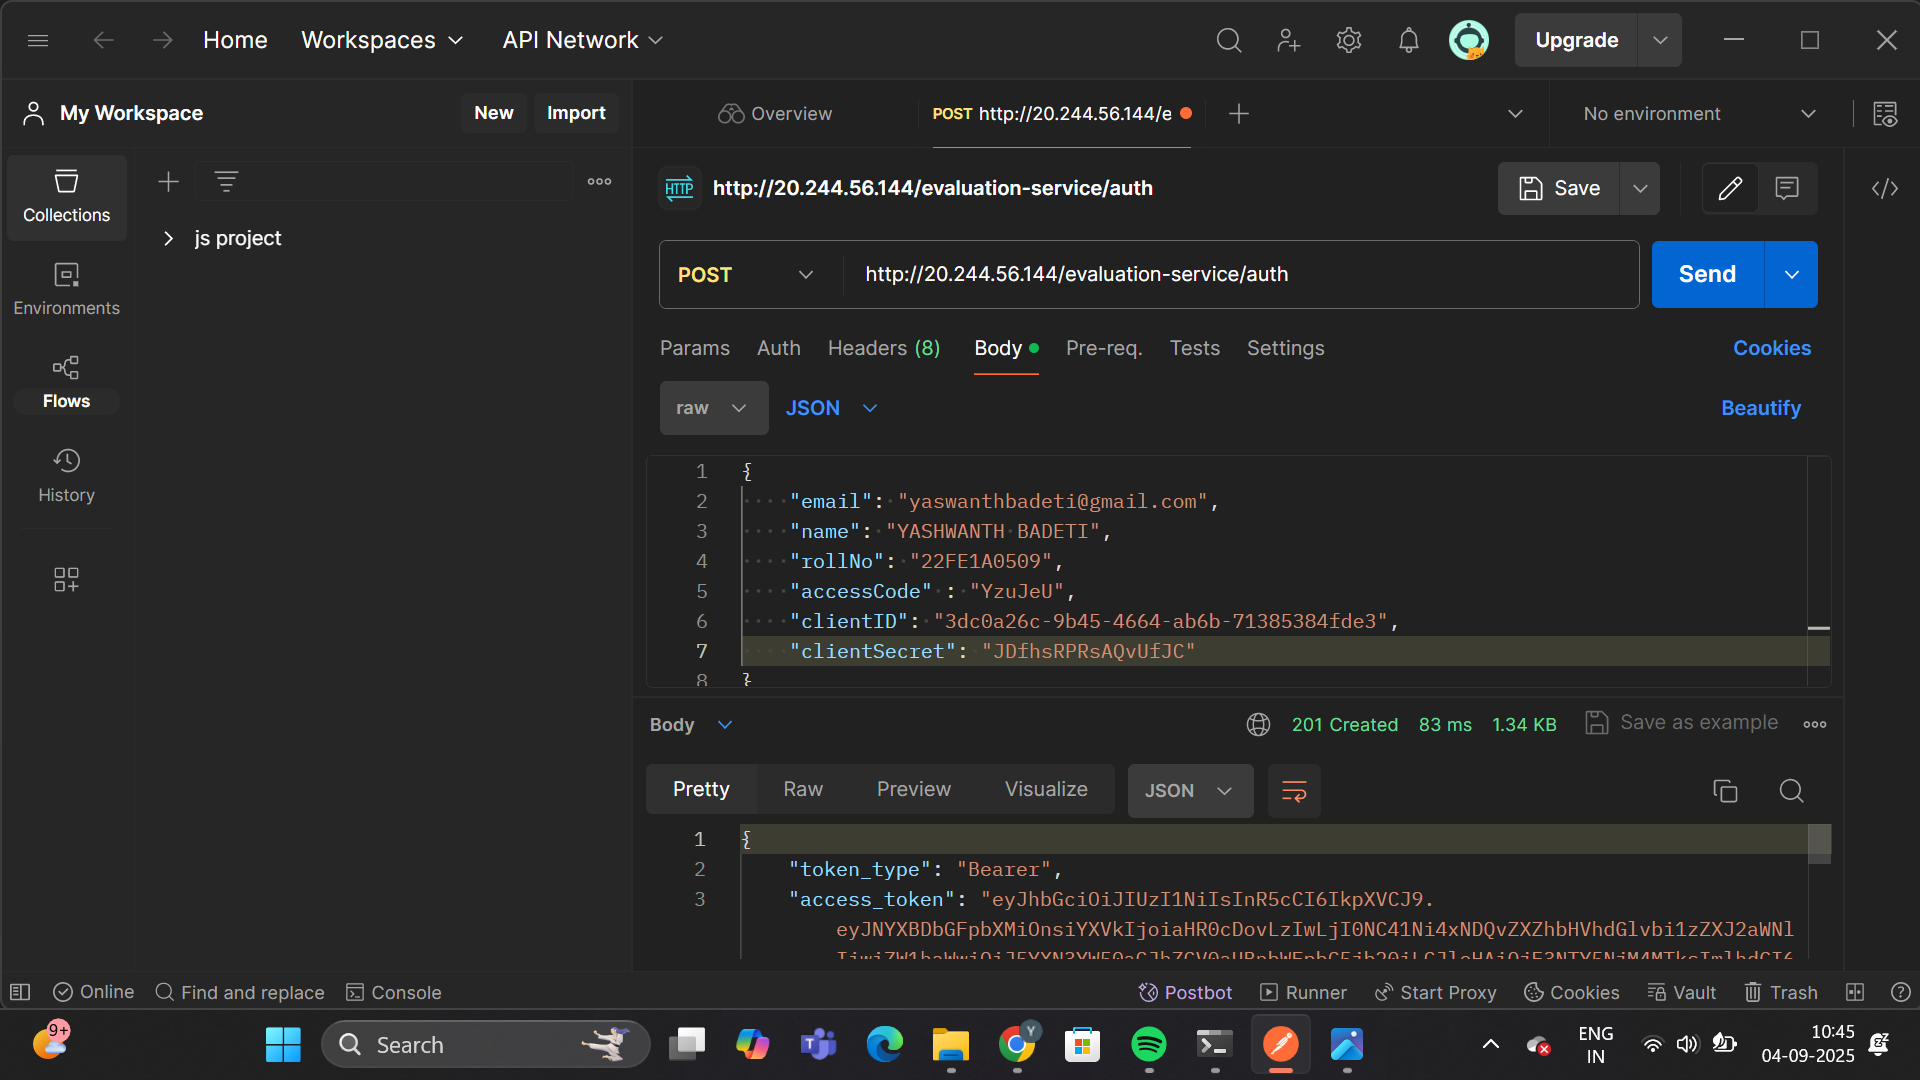 Home
Workspaces
API Network
Upgrade
My Workspace
New
Import
Overview
POST http://20.244.56.144/e
No environment
Collections
js project
HTTP
http://20.244.56.144/evaluation-service/auth
Save
POST
http://20.244.56.144/evaluation-service/auth
Send
Environments
Params
Auth
Headers (8)
Body
Pre-req.
Tests
Settings
Cookies
Flows
raw
JSON
Beautify
History
1 {
2 "email": "yaswanthbadeti@gmail.com",
3 "name": "YASHWANTH BADETI",
4 "rollNo": "22FE1A0509",
5 "accessCode" : "YzuJeU",
6 "clientID": "3dc0a26c-9b45-4664-ab6b-71385384fde3",
7 "clientSecret": "JDfhsRPRsAQvUfJC"
8 }
Body
201 Created
83 ms
1.34 KB
Save as example
Pretty
Raw
Preview
Visualize
JSON
1 {
2 "token_type": "Bearer",
3 "access_token": "eyJhbGciOiJIUzI1NiIsInR5cCI6IkpXVCJ9.
eyJNYXBDbGFpbXMiOnsiYXVkIjoiaHR0cDovLzIwLjI0NC41Ni4xNDQvZXZhbHVhdGlvbi1zZXJ2aWNl
Online
Find and replace
Console
Postbot
Runner
Start Proxy
Cookies
Vault
Trash
9+
Search
Y
ENG
IN
10:45
04-09-2025